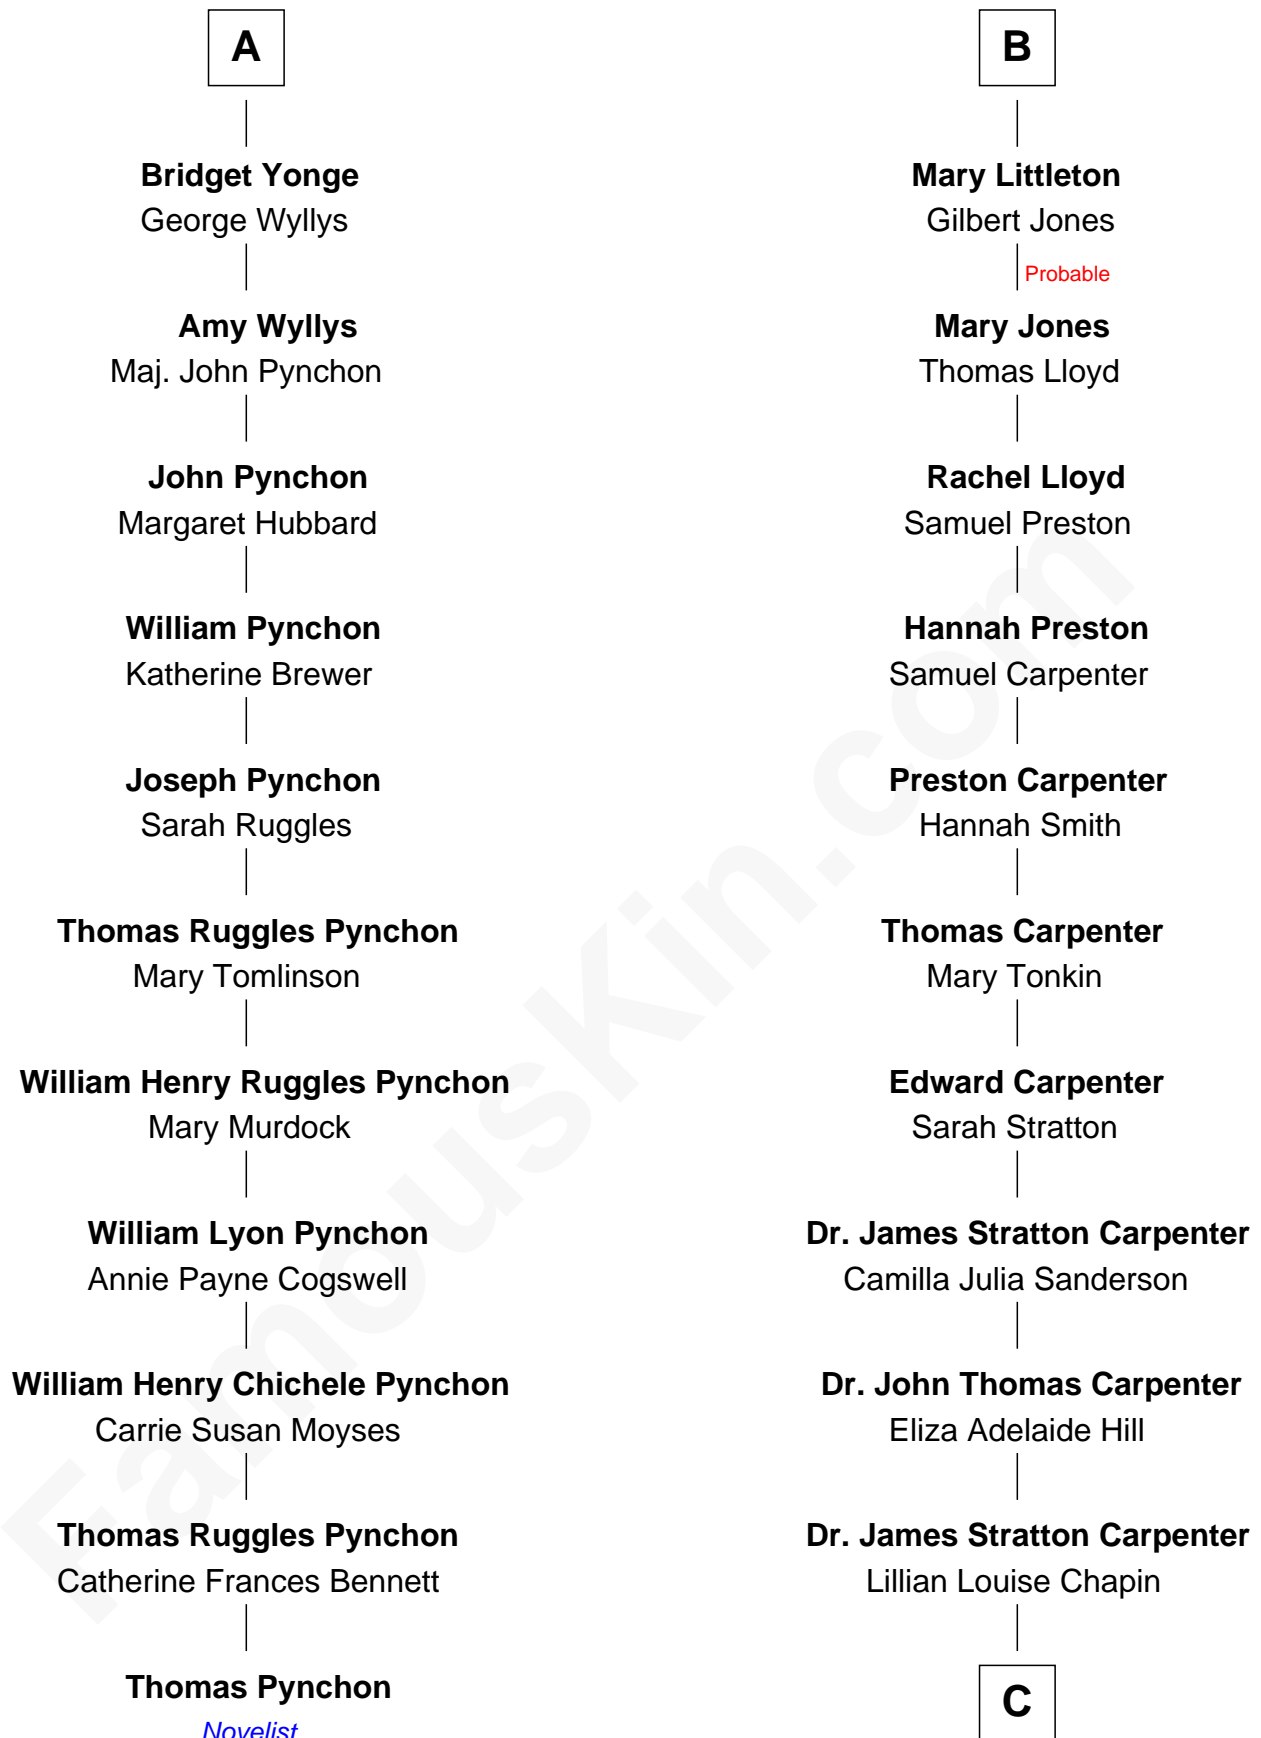 A
Bridget Yonge
George Wyllys
Amy Wyllys
Maj. John Pynchon
John Pynchon
Margaret Hubbard
William Pynchon
Katherine Brewer
Joseph Pynchon
Sarah Ruggles
Thomas Ruggles Pynchon
Mary Tomlinson
William Henry Ruggles Pynchon
Mary Murdock
William Lyon Pynchon
Annie Payne Cogswell
William Henry Chichele Pynchon
Carrie Susan Moyses
Thomas Ruggles Pynchon
Catherine Frances Bennett
Thomas Pynchon
Novelist
B
Mary Littleton
Gilbert Jones
Probable
Mary Jones
Thomas Lloyd
Rachel Lloyd
Samuel Preston
Hannah Preston
Samuel Carpenter
Preston Carpenter
Hannah Smith
Thomas Carpenter
Mary Tonkin
Edward Carpenter
Sarah Stratton
Dr. James Stratton Carpenter
Camilla Julia Sanderson
Dr. John Thomas Carpenter
Eliza Adelaide Hill
Dr. James Stratton Carpenter
Lillian Louise Chapin
C
FamousKin.com